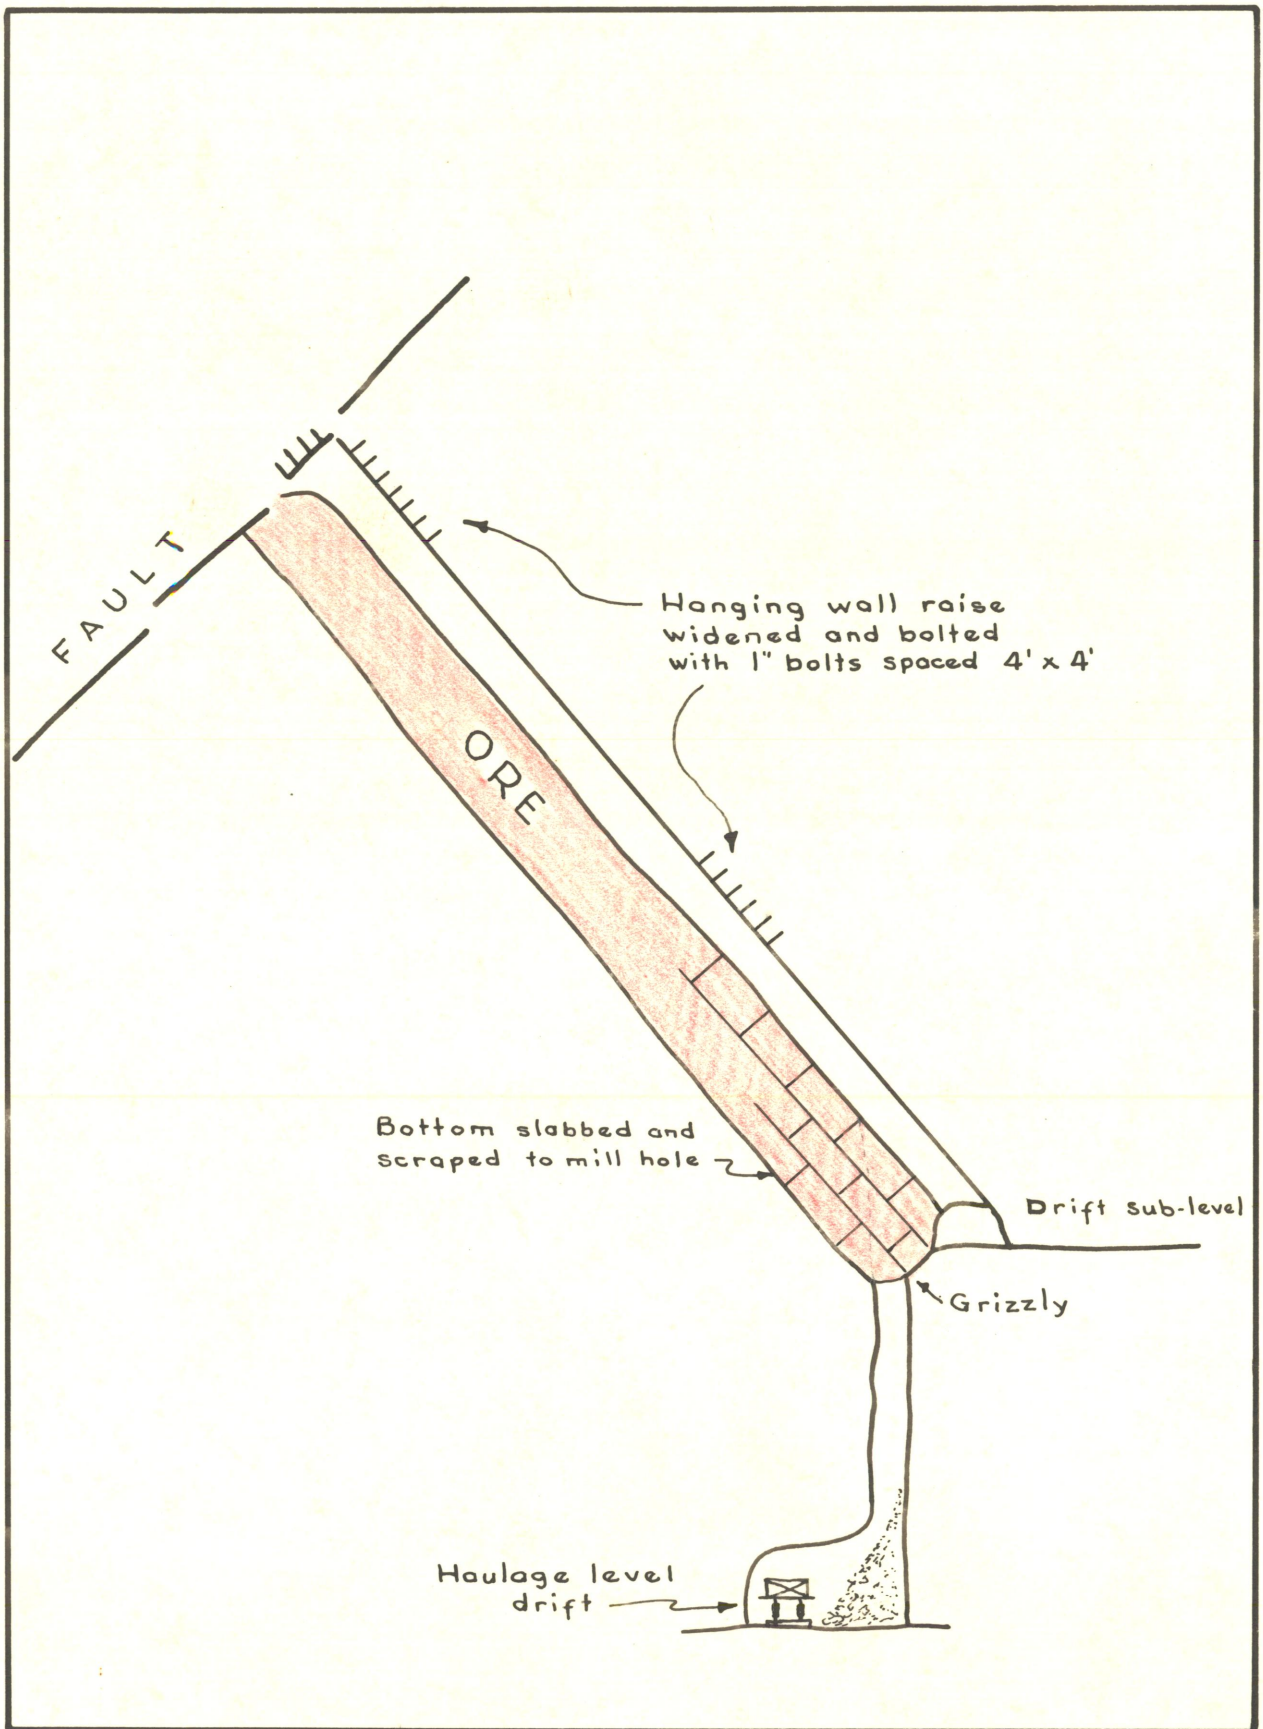 FAULT
Hanging wall raise
widened and bolted
with 1" bolts spaced 4' x 4'
ORE
Bottom slabbed and
scraped to mill hole
Drift sub-level
Grizzly
Haulage level
drift